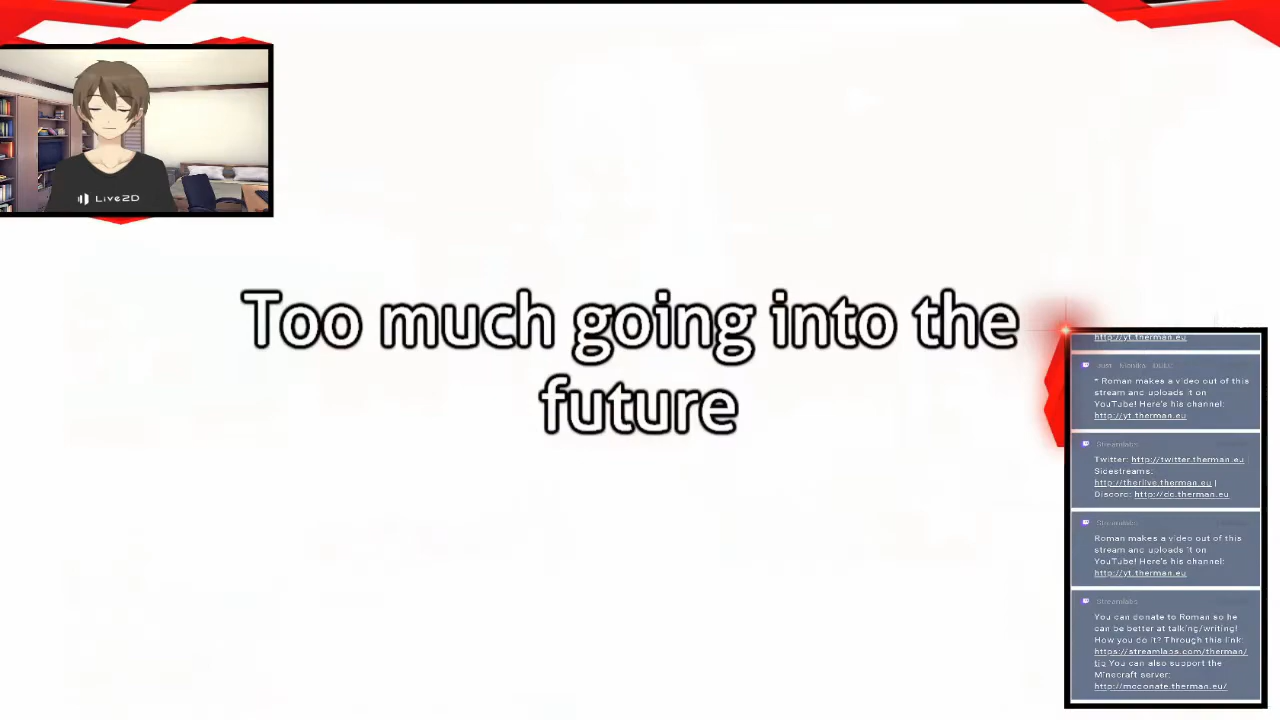 Live2D
Too much going into the
future
http://yt.therman.eu
* Roman makes a video out of this
stream and uploads it on
YouTube! Here's his channel:
http://yt.therman.eu
Streamlabs
Twitter: http://twitter.therman.eu |
Sidestreams:
http://therlive.therman.eu |
Discord: http://dc.therman.eu
Streamlabs
Roman makes a video out of this
stream and uploads it on
YouTube! Here's his channel:
http://yt.therman.eu
Streamlabs
You can donate to Roman so he
can be better at talking/writing!
How you do it? Through this link:
https://streamlabs.com/therman/
tip You can also support the
Minecraft server:
http://mcdonate.therman.eu/